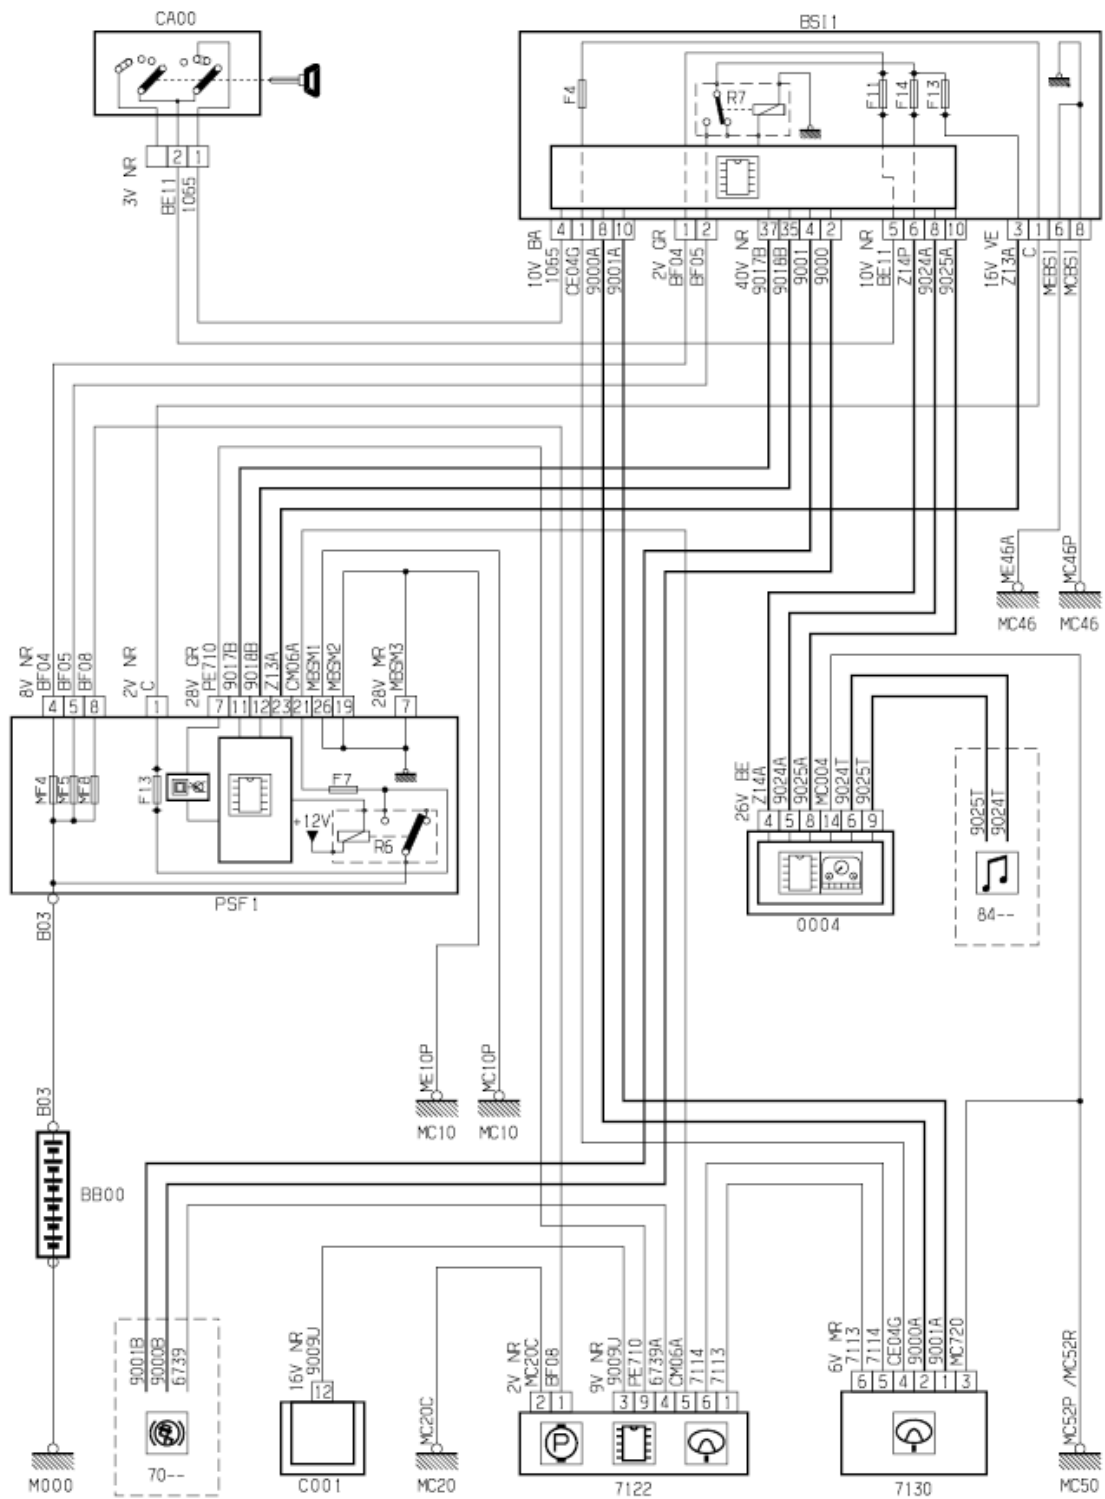 CA00
BSI1
F4
R7
F11
F14
F13
2 1
3V NR
BE11
1065
4 1 8 10
1 2
37 35 4 2
5 6 8 10
3 1 6 8
10V BA
1065
CE04G
9000A
9001A
2V GR
BF04
BF05
40V NR
9017B
9018B
9001
9000
10V NR
BE11
Z14P
9024A
9025A
16V VE
Z13A
C
MEBSI
MCBSI
ME46A
MC46P
MC46
MC46
8V NR
BF04
BF05
BF08
2V NR
C
28V GR
PE710
9017B
9018B
Z13A
CM06A
MBSM1
MBSM2
28V MR
MBSM3
4 5 8
1
7 11 12 23 21 26 19
7
MF4
MF5
MF8
F13
F7
+12V
R6
PSF1
26V BE
Z14A
9024A
9025A
MC004
9024T
9025T
4 5 8 14 6 9
0004
9025T
9024T
84--
B03
B03
ME10P
MC10P
MC10
MC10
BB00
M000
9001B
9000B
6739
70--
16V NR
9009U
12
C001
MC20C
MC20
2V NR
MC20C
BF08
9V NR
9009U
PE710
6739A
CM06A
7114
7113
2 1
3 9 4 5 6 1
P
7122
6V MR
7113
7114
CE04G
9000A
9001A
MC720
6 5 4 2 1 3
7130
MC52P /MC52R
MC50